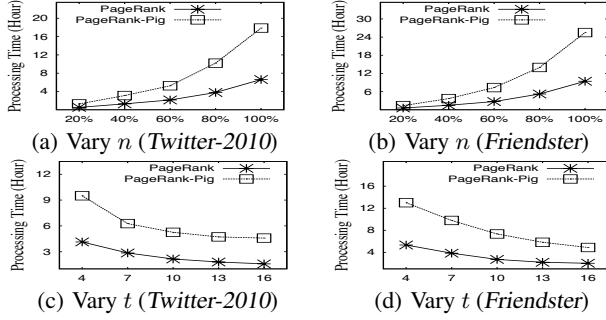 PageRank
PageRank-Pig
Processing Time (Hour)
20
16
12
8
4
20% 40% 60% 80% 100%
(a) Vary n (Twitter-2010)
PageRank
PageRank-Pig
Processing Time (Hour)
30
24
18
12
6
20% 40% 60% 80% 100%
(b) Vary n (Friendster)
PageRank
PageRank-Pig
Processing Time (Hour)
12
9
6
3
4 7 10 13 16
(c) Vary t (Twitter-2010)
PageRank
PageRank-Pig
Processing Time (Hour)
16
12
8
4
4 7 10 13 16
(d) Vary t (Friendster)